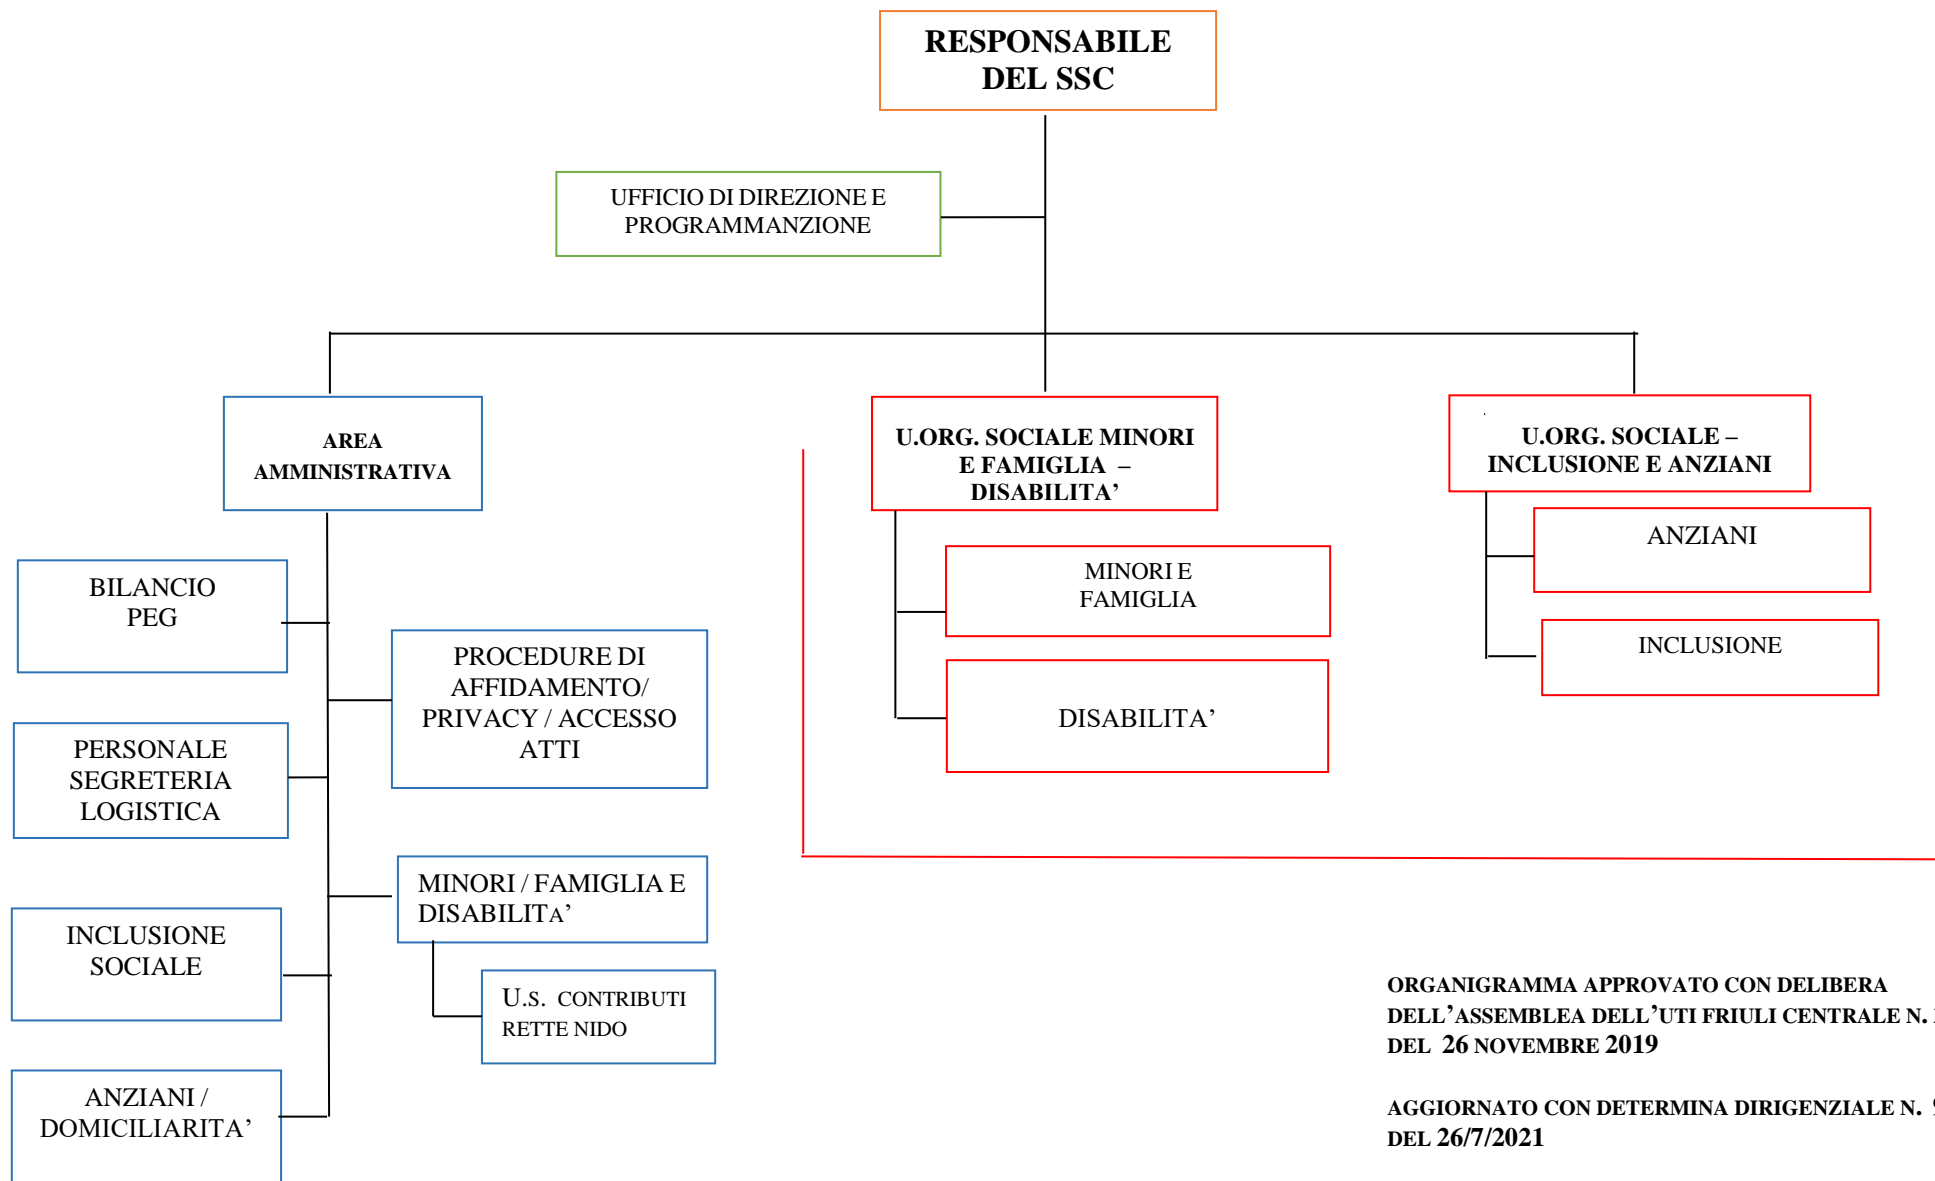 RESPONSABILE
DEL SSC
UFFICIO DI DIREZIONE E
PROGRAMMANZIONE
AREA
AMMINISTRATIVA
U.ORG. SOCIALE MINORI
E FAMIGLIA –
DISABILITA’
U.ORG. SOCIALE –
INCLUSIONE E ANZIANI
BILANCIO
PEG
PROCEDURE DI
AFFIDAMENTO/
PRIVACY / ACCESSO
ATTI
PERSONALE
SEGRETERIA
LOGISTICA
MINORI / FAMIGLIA E
DISABILITA’
INCLUSIONE
SOCIALE
U.S. CONTRIBUTI
RETTE NIDO
ANZIANI /
DOMICILIARITA’
MINORI E
FAMIGLIA
DISABILITA’
ANZIANI
INCLUSIONE
ORGANIGRAMMA APPROVATO CON DELIBERA
DELL’ASSEMBLEA DELL’UTI FRIULI CENTRALE N.
DEL 26 NOVEMBRE 2019
AGGIORNATO CON DETERMINA DIRIGENZIALE N.
DEL 26/7/2021